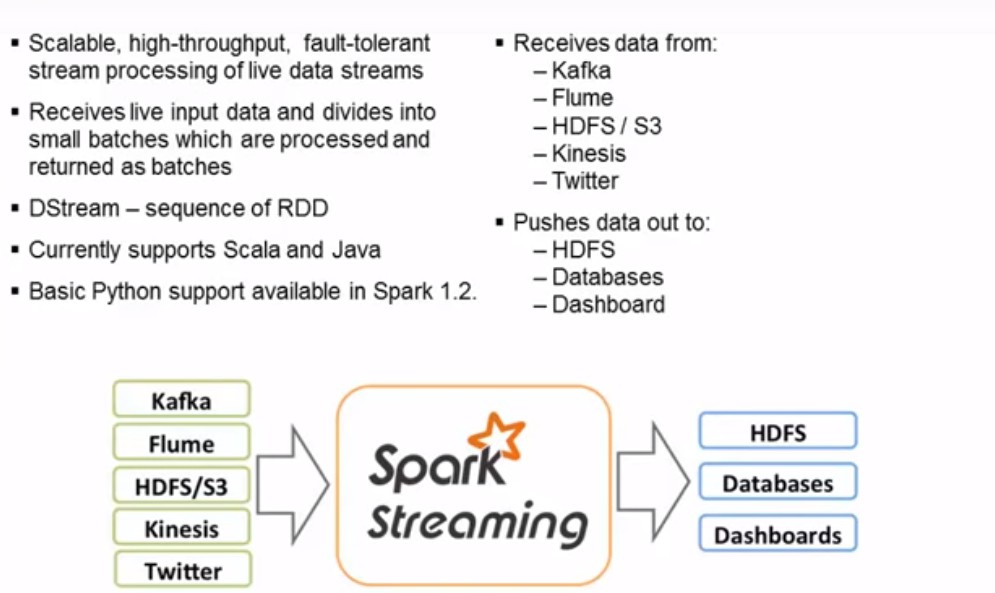 ▪ Scalable, high-throughput, fault-tolerant
stream processing of live data streams
▪ Receives live input data and divides into
small batches which are processed and
returned as batches
▪ DStream – sequence of RDD
▪ Currently supports Scala and Java
▪ Basic Python support available in Spark 1.2.
▪ Receives data from:
– Kafka
– Flume
– HDFS / S3
– Kinesis
– Twitter
▪ Pushes data out to:
– HDFS
– Databases
– Dashboard
Kafka
Flume
HDFS/S3
Kinesis
Twitter
Spark
Streaming
HDFS
Databases
Dashboards